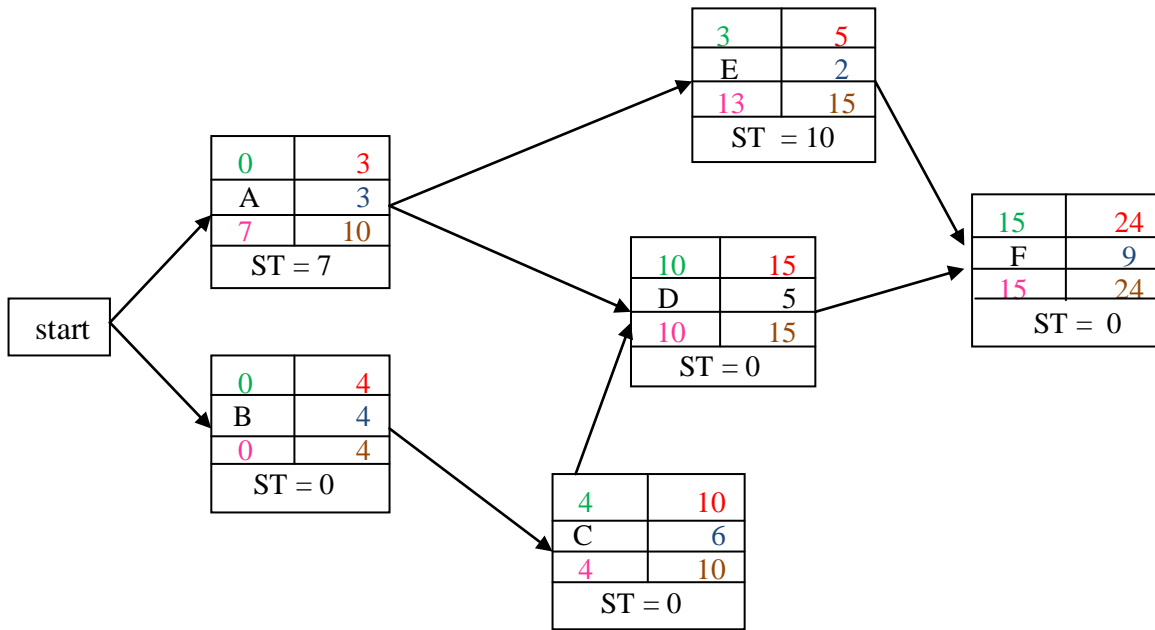 3 5
E 2
13 15
ST = 10
0 3
A 3
7 10
ST = 7
15 24
F 9
15 24
ST = 0
10 15
D 5
10 15
ST = 0
start
0 4
B 4
0 4
ST = 0
4 10
C 6
4 10
ST = 0